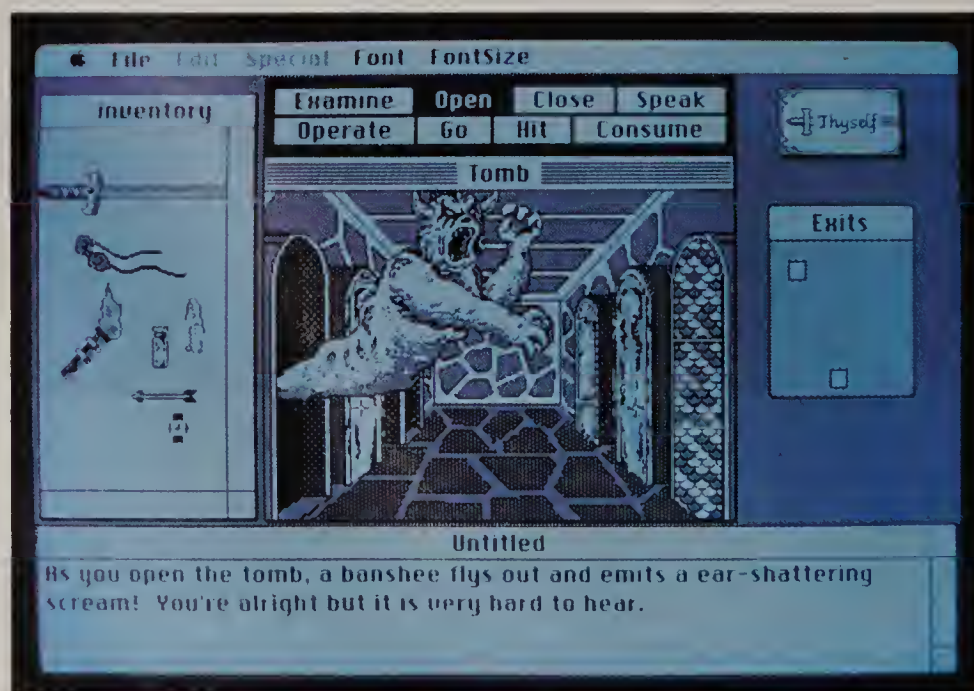 File Edit Special Font FontSize
inventory
Examine Open Close Speak
Operate Go Hit Consume
Thyself
Tomb
Exits
Untitled
As you open the tomb, a banshee flys out and emits a ear-shattering
scream! You're alright but it is very hard to hear.